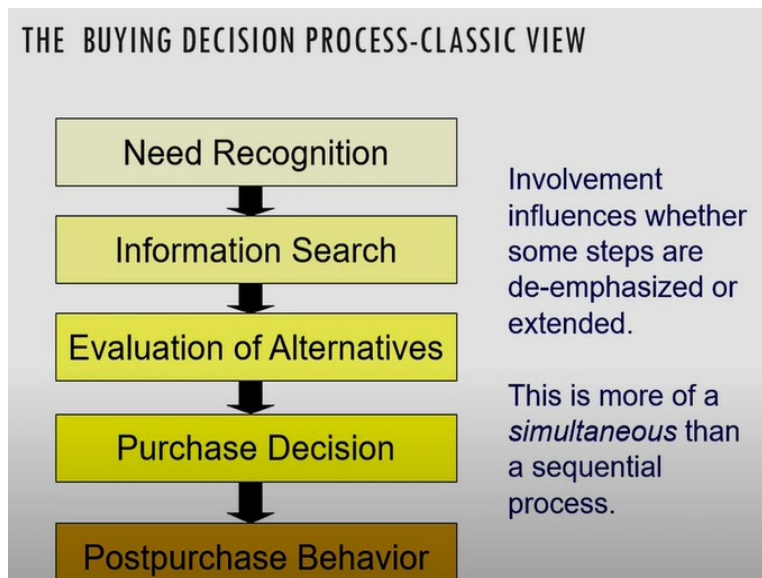 THE BUYING DECISION PROCESS-CLASSIC VIEW
Need Recognition
Information Search
Evaluation of Alternatives
Purchase Decision
Postpurchase Behavior
Involvement
influences whether
some steps are
de-emphasized or
extended.
This is more of a
simultaneous than
a sequential
process.